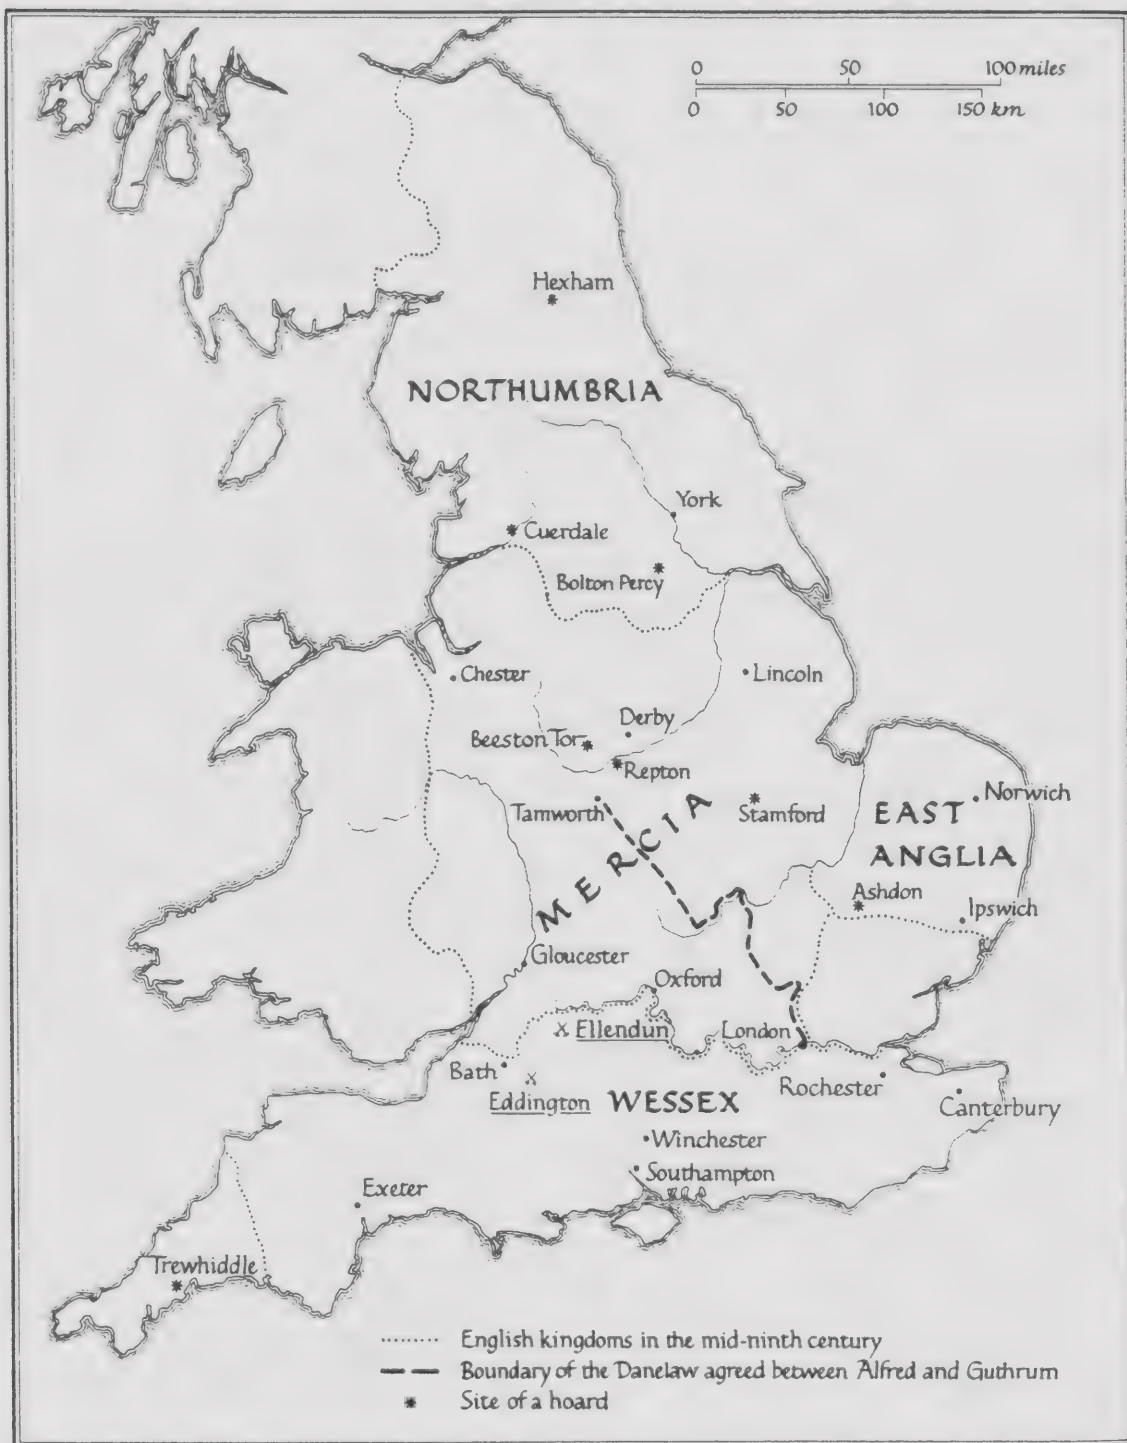 0 50 100 miles
0 50 100 150 km
Hexham
NORTHUMBRIA
York
Cuerdale
Bolton Percy
Chester
Lincoln
Derby
Beeston Tor
Repton
Tamworth
MERCIA
Stamford
EAST
ANGLIA
Norwich
Ashdon
Ipswich
Gloucester
Oxford
Ellendun
London
Bath
Eddington
WESSEX
Rochester
Canterbury
Winchester
Southampton
Exeter
Trewhiddle
English kingdoms in the mid-ninth century
Boundary of the Danelaw agreed between Alfred and Guthrum
Site of a hoard